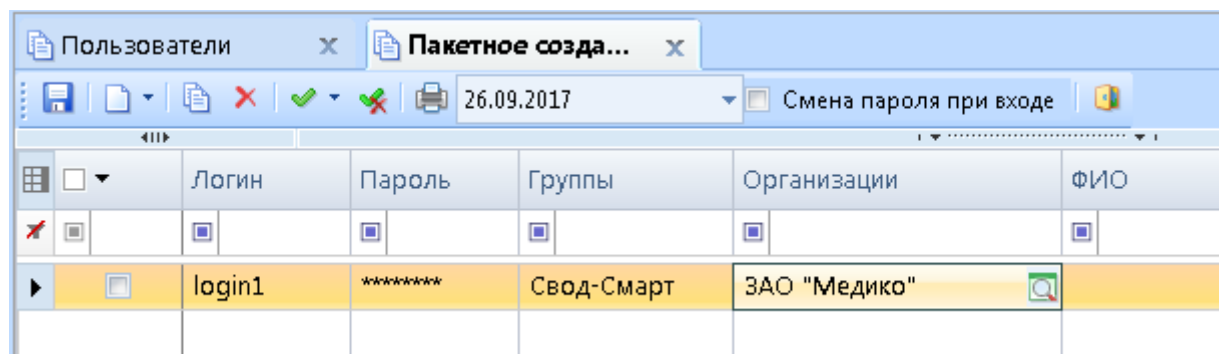 Пользователи
Пакетное созда...
26.09.2017
Смена пароля при входе
Логин Пароль Группы Организации ФИО
login1 ******** Свод-Смарт ЗАО "Медико"